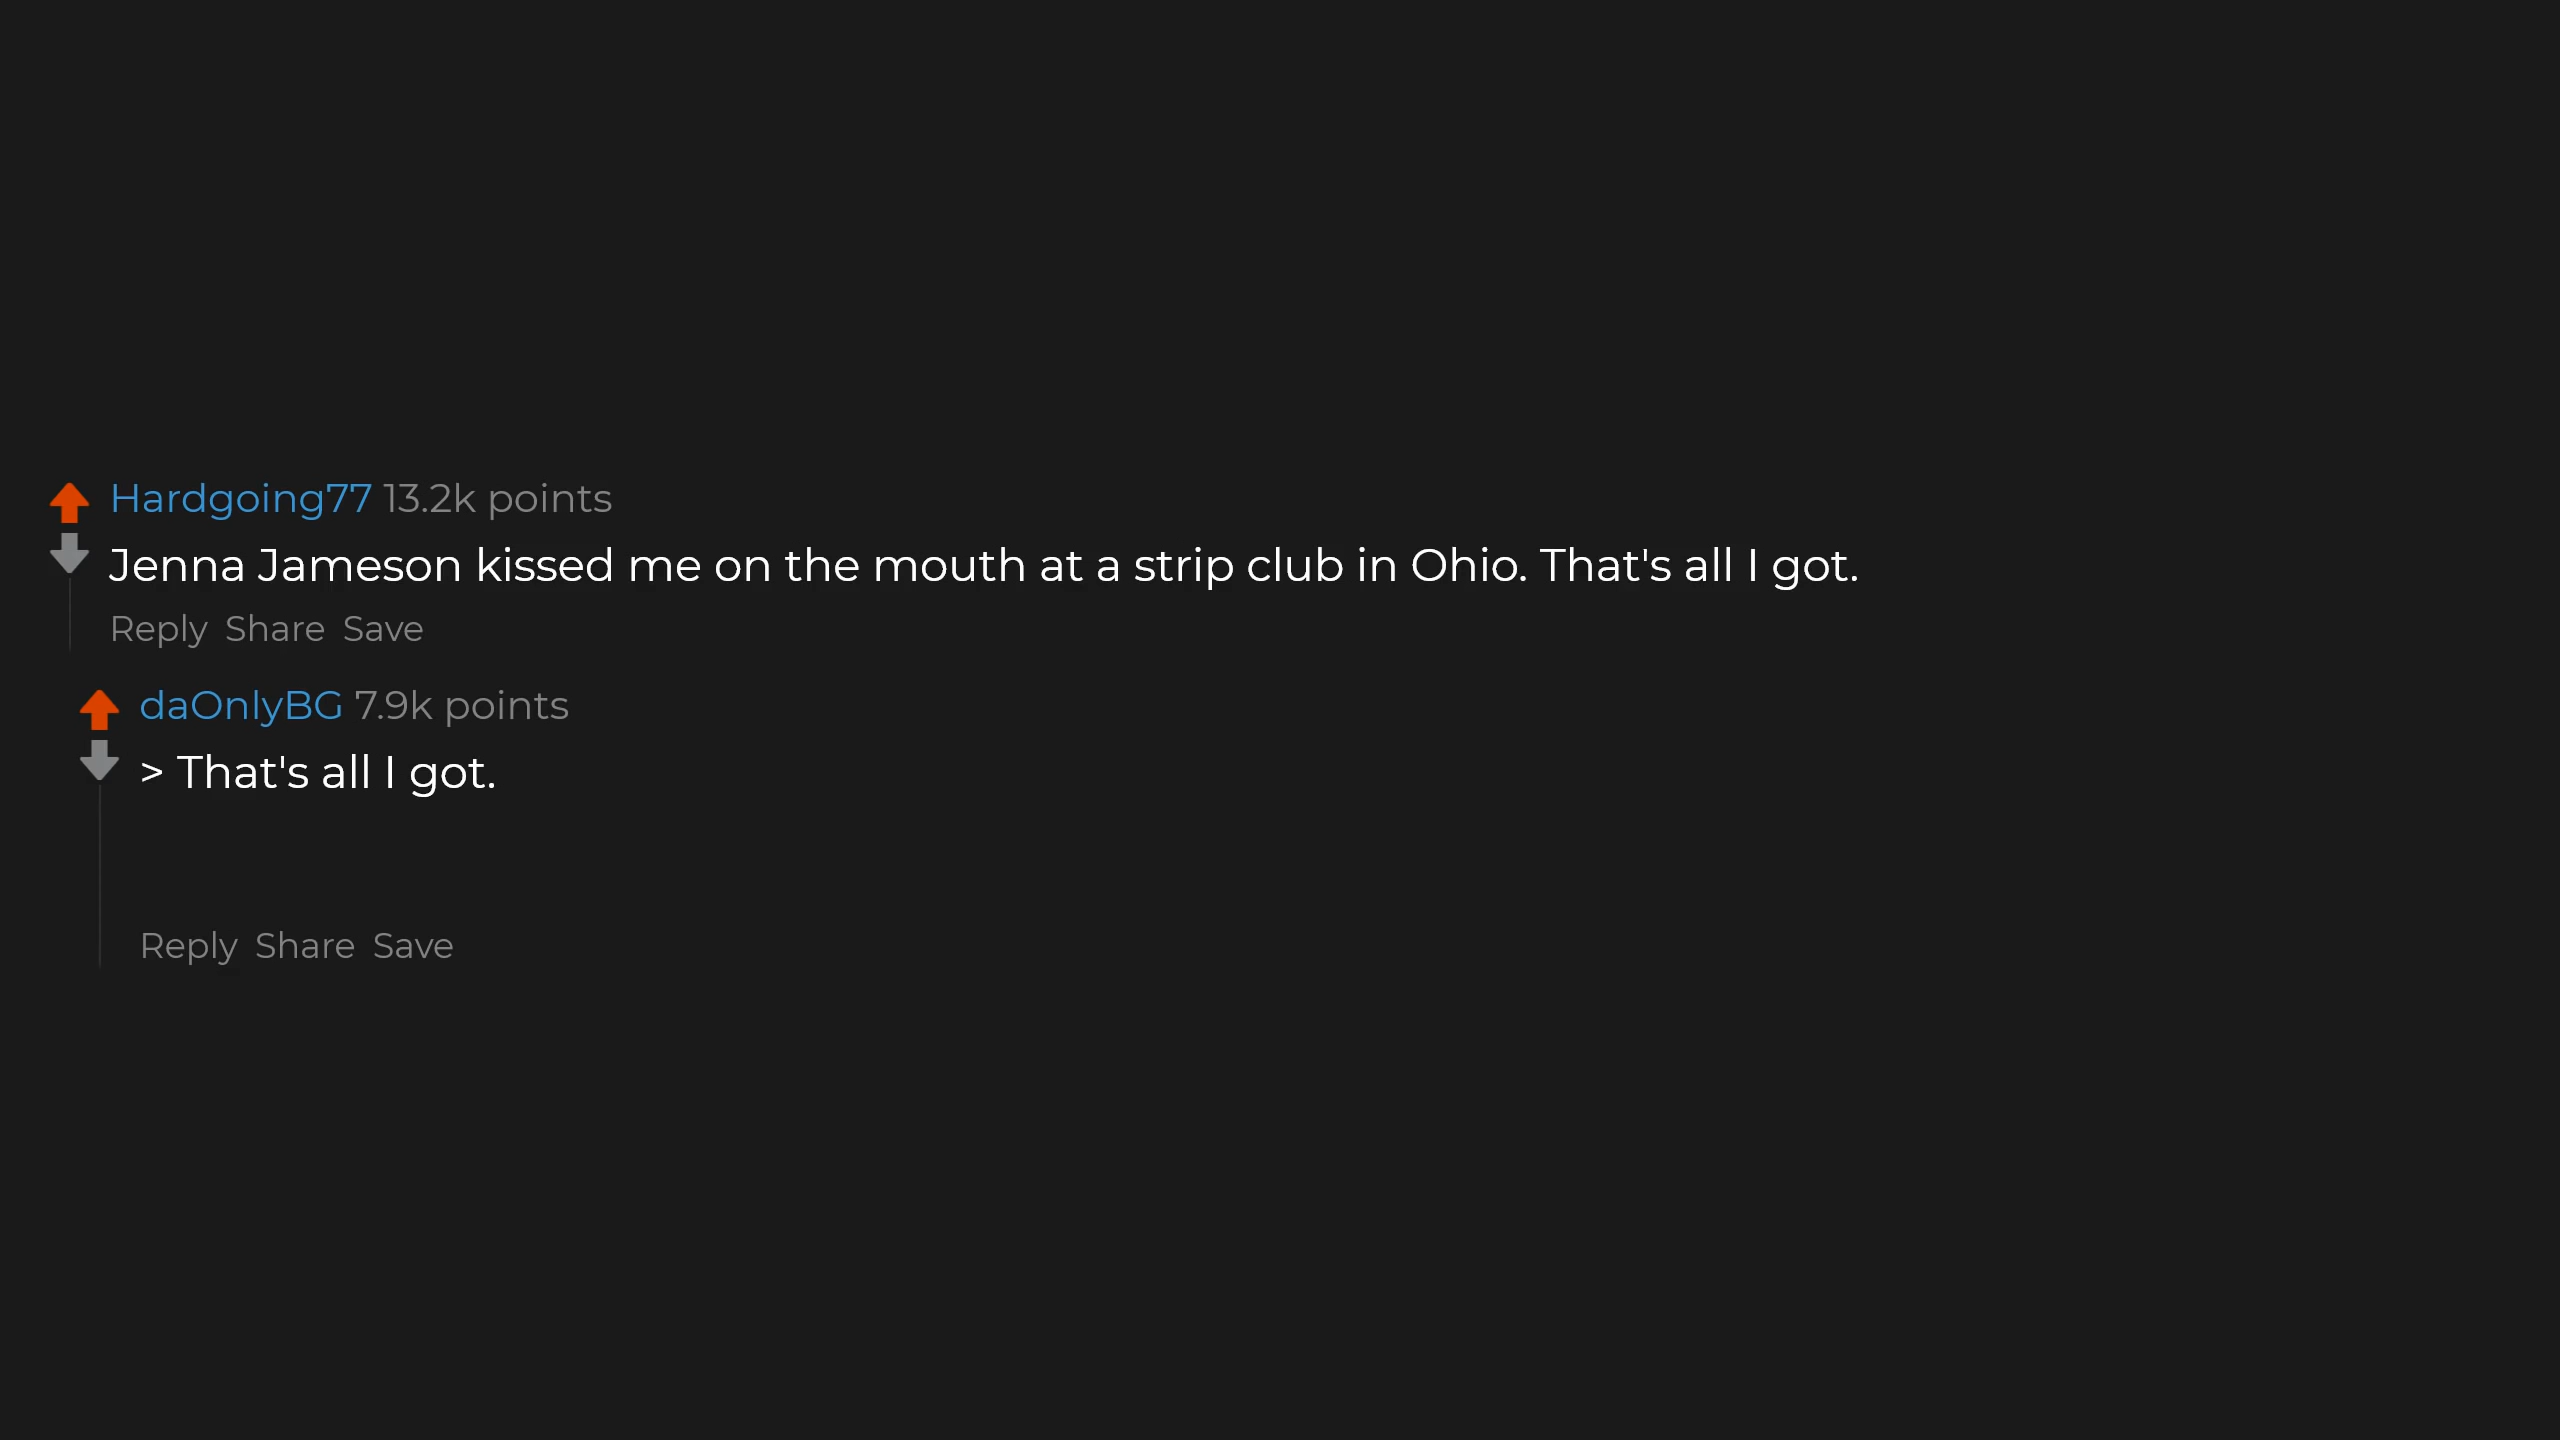 Hardgoing77 13.2k points
Jenna Jameson kissed me on the mouth at a strip club in Ohio. That's all I got.
Reply Share Save
daOnlyBG 7.9k points
> That's all I got.
Reply Share Save